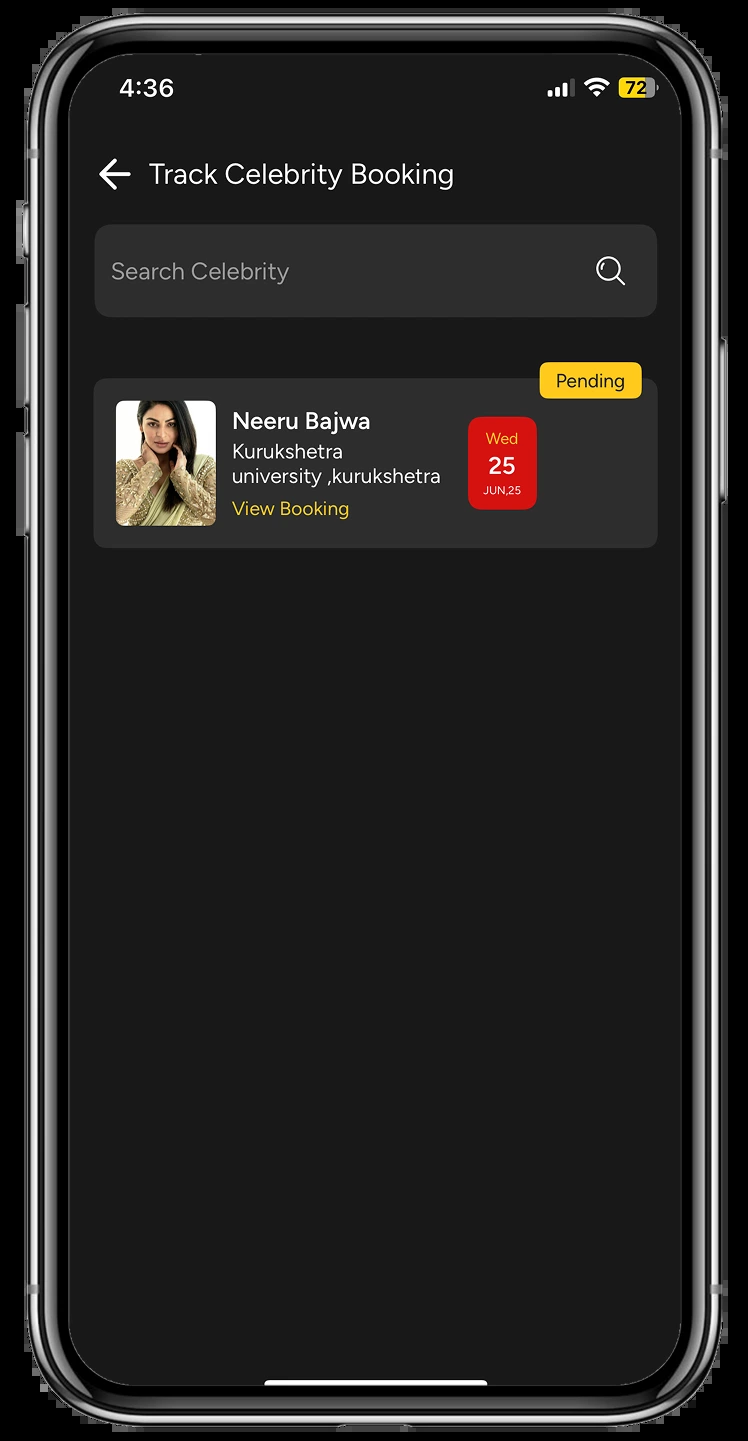 4:36
72
Track Celebrity Booking
Search Celebrity
Pending
Neeru Bajwa
Kurukshetra
university ,kurukshetra
View Booking
Wed
25
JUN,25